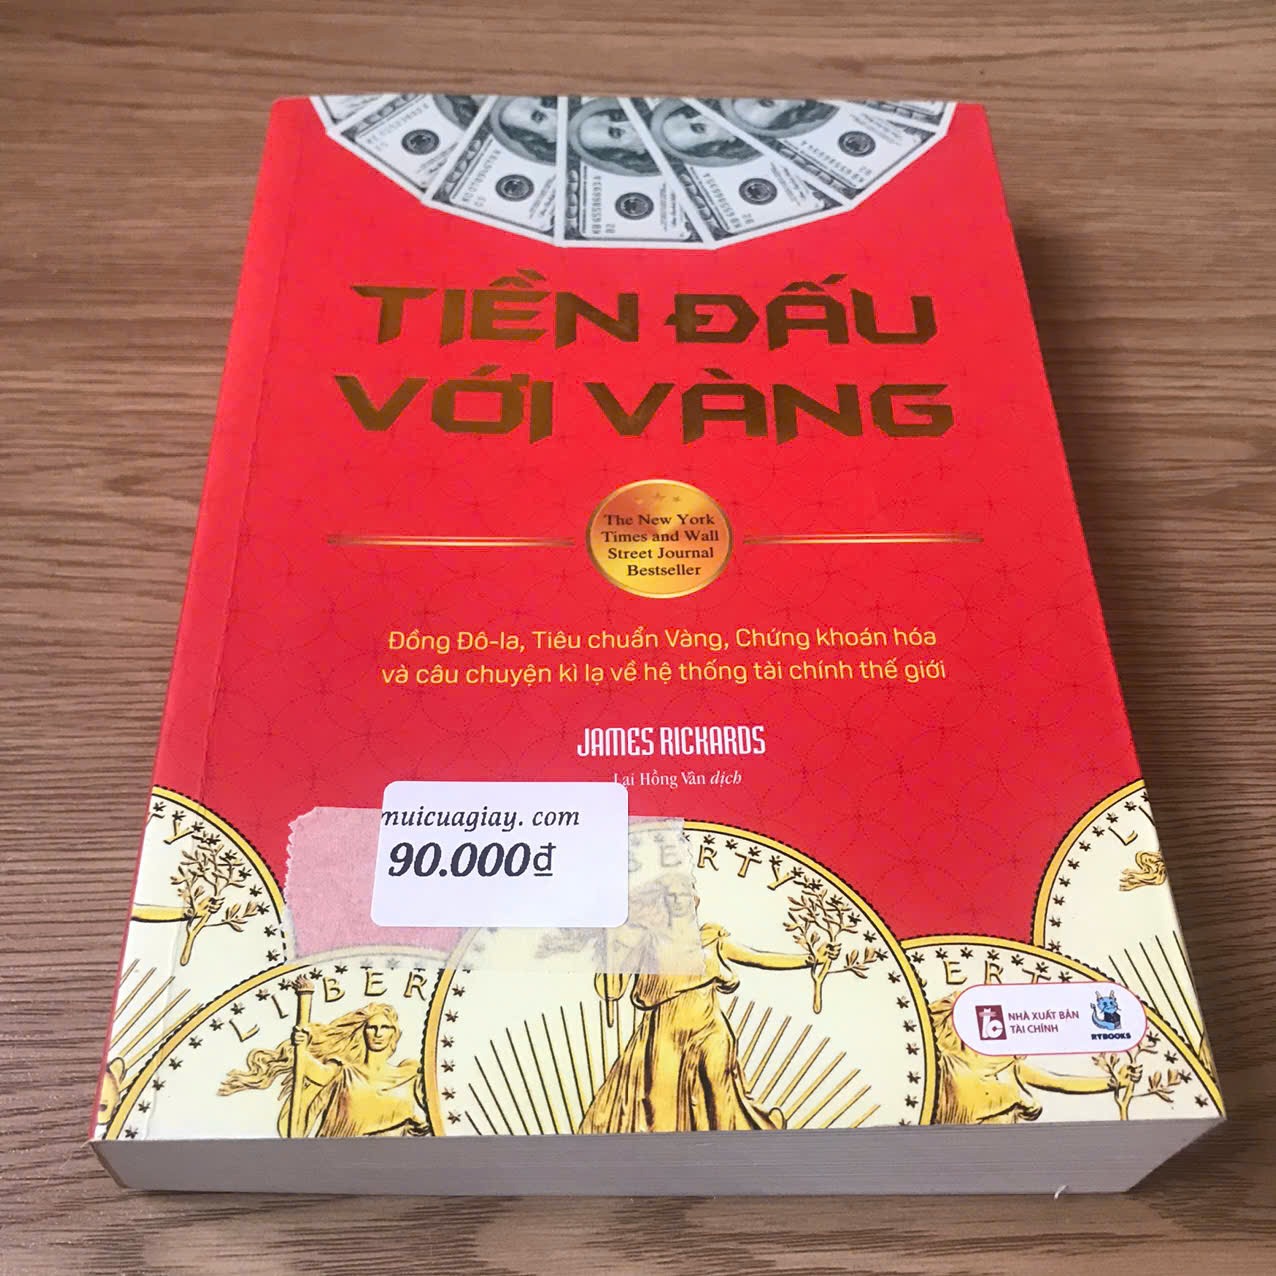 TIỀN ĐẤU
VỚI VÀNG
The New York
Times and Wall
Street Journal
Bestseller
Đồng Đô-la, Tiêu chuẩn Vàng, Chứng khoán hóa
và câu chuyện kì lạ về hệ thống tài chính thế giới
JAMES RICKARDS
Lại Hồng Vân dịch
muicuagiay. com
90.000đ
LIBER
ERTY
ERT
NHÀ XUẤT BẢN
TÀI CHÍNH
RYBOOKS